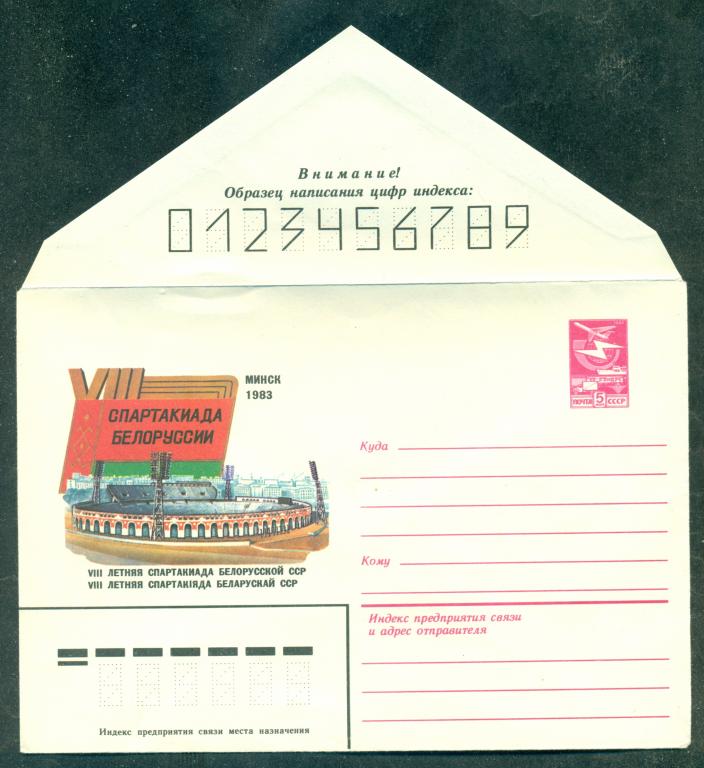 Внимание!
Образец написания цифр индекса:
0123456789
МИНСК
1983
VIII
СПАРТАКИАДА
БЕЛОРУССИИ
ПОЧТА 5 СССР
Куда
Кому
VIII ЛЕТНЯЯ СПАРТАКИАДА БЕЛОРУССКОЙ ССР
VIII ЛЕТНЯЯ СПАРТАКІЯДА БЕЛАРУСКАЙ ССР
Индекс предприятия связи
и адрес отправителя
Индекс предприятия связи места назначения